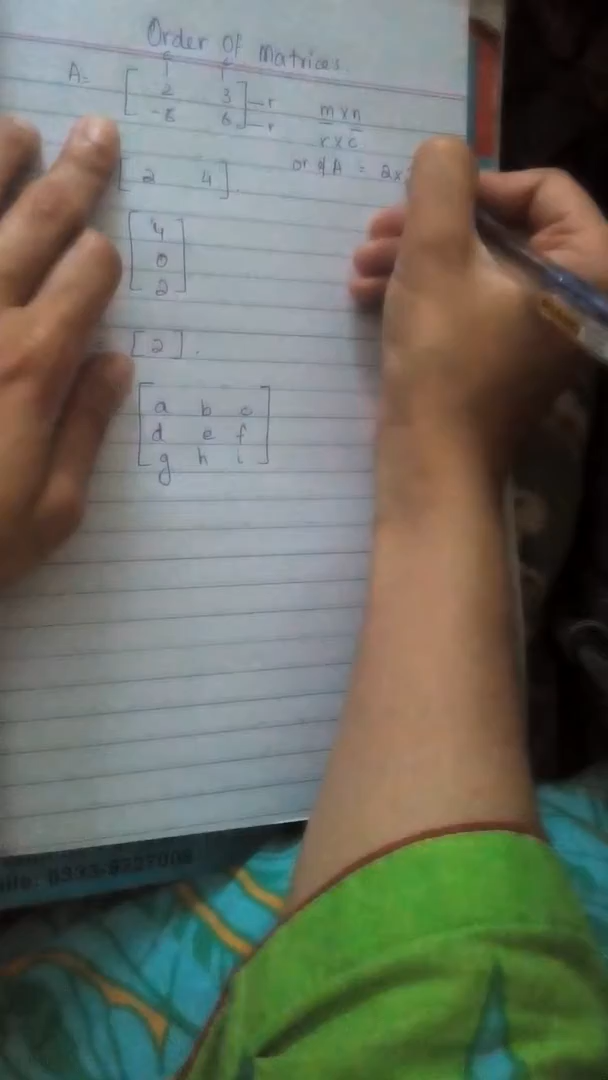 Order Of Matrices.
c c
A= [ 2 3 ] – r m x n
[ -5 6 ] – r r x c
or of A = 2x
[ 2 4 ].
[ 4
0
2 ]
[ 2 ].
[ a b c
d e f
g h i ]